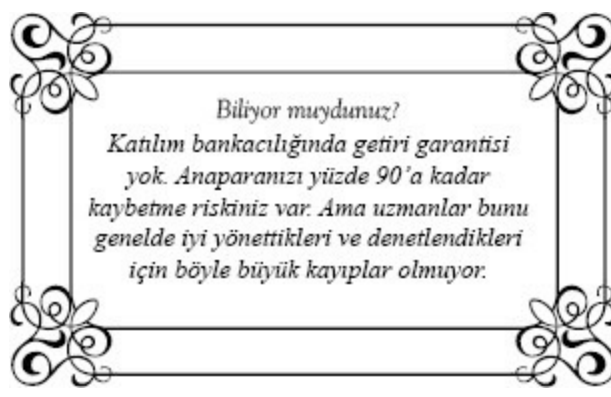 Biliyor muydunuz?
Katılım bankacılığında getiri garantisi
yok. Anaparanızı yüzde 90’a kadar
kaybetme riskiniz var. Ama uzmanlar bunu
genelde iyi yönettikleri ve denetlendikleri
için böyle büyük kayıplar olmuyor.